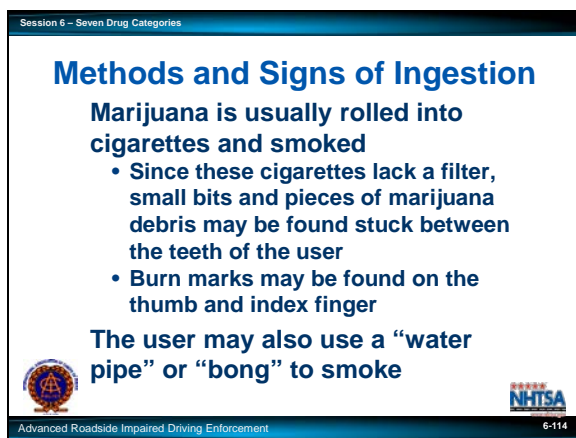 Session 6 – Seven Drug Categories
Methods and Signs of Ingestion
Marijuana is usually rolled into
cigarettes and smoked
• Since these cigarettes lack a filter,
small bits and pieces of marijuana
debris may be found stuck between
the teeth of the user
• Burn marks may be found on the
thumb and index finger
The user may also use a “water
pipe” or “bong” to smoke
NHTSA
Advanced Roadside Impaired Driving Enforcement
6-114